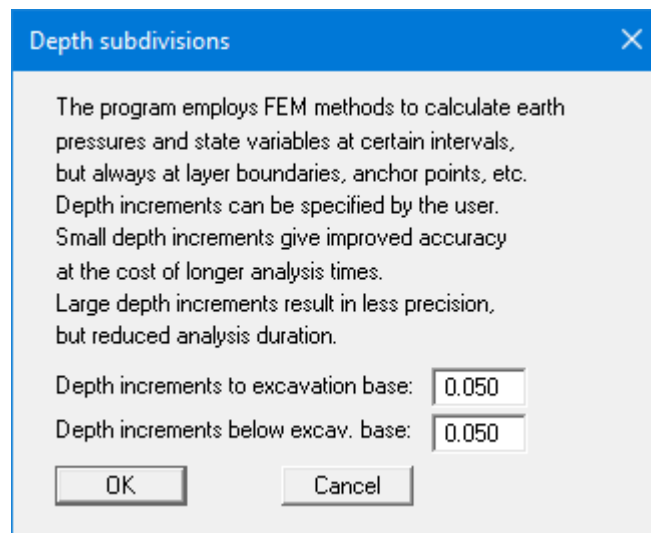 Depth subdivisions
The program employs FEM methods to calculate earth
pressures and state variables at certain intervals,
but always at layer boundaries, anchor points, etc.
Depth increments can be specified by the user.
Small depth increments give improved accuracy
at the cost of longer analysis times.
Large depth increments result in less precision,
but reduced analysis duration.
Depth increments to excavation base: 0.050
Depth increments below excav. base: 0.050
OK Cancel